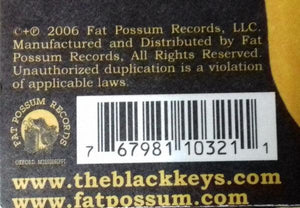 ©+℗ 2006 Fat Possum Records, LLC.
Manufactured and Distributed by Fat
Possum Records, All Rights Reserved.
Unauthorized duplication is a violation
of applicable laws.
FAT POSSUM RECORDS
OXFORD, MISSISSIPPI
7 67981 10321 1
www.theblackkeys.com
www.fatpossum.com